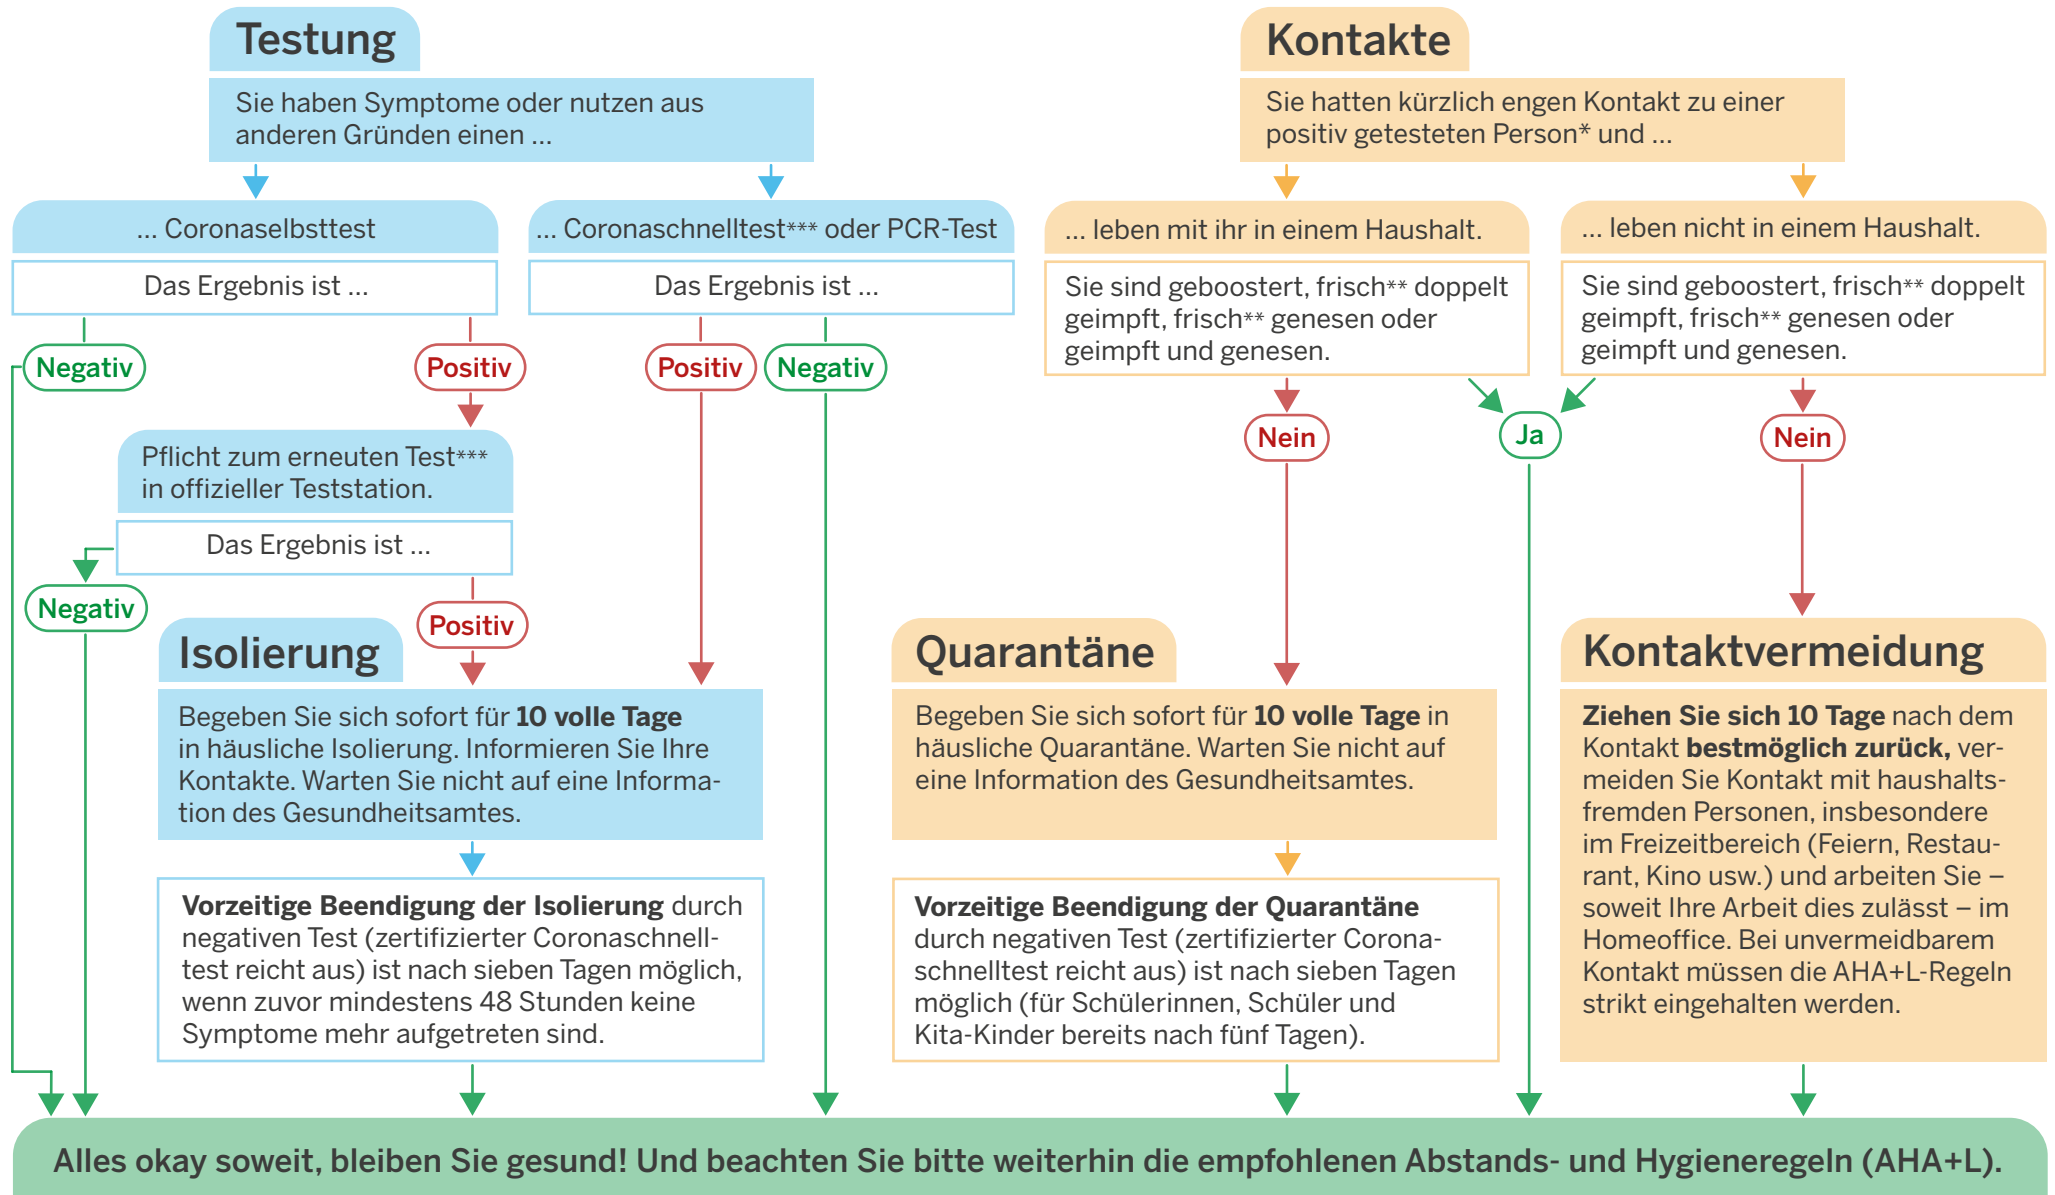 Testung
Sie haben Symptome oder nutzen aus
anderen Gründen einen ...
... Coronaselbsttest
Das Ergebnis ist ...
Negativ
Positiv
Pflicht zum erneuten Test***
in offizieller Teststation.
Das Ergebnis ist ...
Negativ
Positiv
... Coronaschnelltest*** oder PCR-Test
Das Ergebnis ist ...
Positiv
Negativ
Isolierung
Begeben Sie sich sofort für 10 volle Tage
in häusliche Isolierung. Informieren Sie Ihre
Kontakte. Warten Sie nicht auf eine Informa-
tion des Gesundheitsamtes.
Vorzeitige Beendigung der Isolierung durch
negativen Test (zertifizierter Coronaschnell-
test reicht aus) ist nach sieben Tagen möglich,
wenn zuvor mindestens 48 Stunden keine
Symptome mehr aufgetreten sind.
Kontakte
Sie hatten kürzlich engen Kontakt zu einer
positiv getesteten Person* und ...
... leben mit ihr in einem Haushalt.
Sie sind geboostert, frisch** doppelt
geimpft, frisch** genesen oder
geimpft und genesen.
Nein
Ja
... leben nicht in einem Haushalt.
Sie sind geboostert, frisch** doppelt
geimpft, frisch** genesen oder
geimpft und genesen.
Nein
Quarantäne
Begeben Sie sich sofort für 10 volle Tage in
häusliche Quarantäne. Warten Sie nicht auf
eine Information des Gesundheitsamtes.
Vorzeitige Beendigung der Quarantäne
durch negativen Test (zertifizierter Corona-
schnelltest reicht aus) ist nach sieben Tagen
möglich (für Schülerinnen, Schüler und
Kita-Kinder bereits nach fünf Tagen).
Kontaktvermeidung
Ziehen Sie sich 10 Tage nach dem
Kontakt bestmöglich zurück, ver-
meiden Sie Kontakt mit haushalts-
fremden Personen, insbesondere
im Freizeitbereich (Feiern, Restau-
rant, Kino usw.) und arbeiten Sie –
soweit Ihre Arbeit dies zulässt – im
Homeoffice. Bei unvermeidbarem
Kontakt müssen die AHA+L-Regeln
strikt eingehalten werden.
Alles okay soweit, bleiben Sie gesund! Und beachten Sie bitte weiterhin die empfohlenen Abstands- und Hygieneregeln (AHA+L).